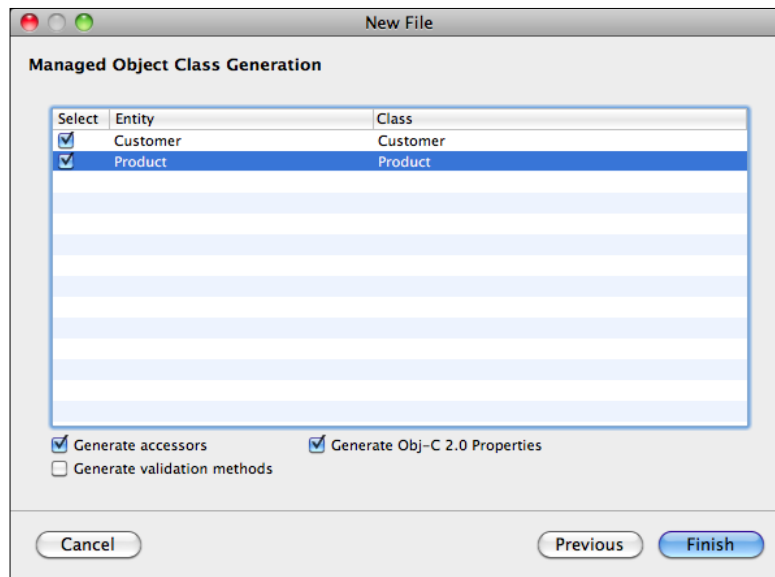 New File
Managed Object Class Generation
Select Entity Class
Customer Customer
Product Product
Generate accessors Generate Obj-C 2.0 Properties
Generate validation methods
Cancel Previous Finish